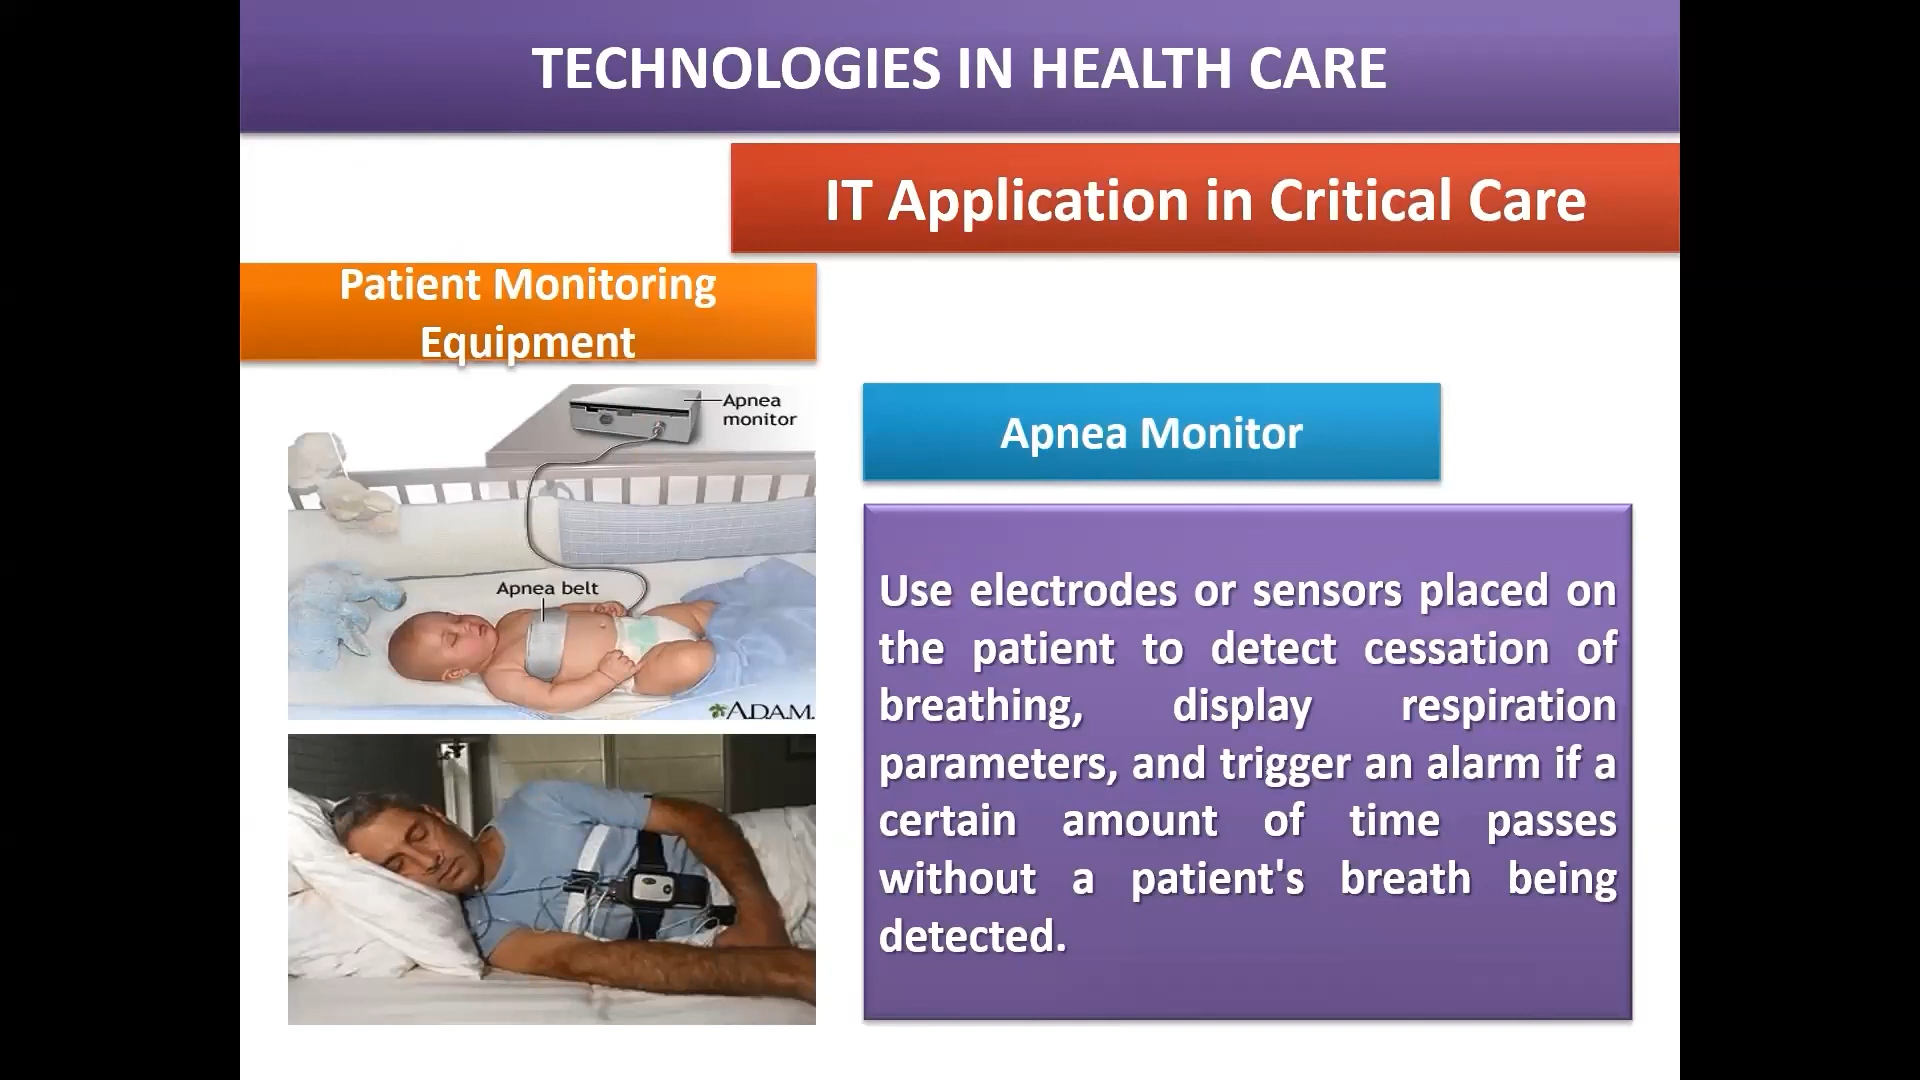 TECHNOLOGIES IN HEALTH CARE
IT Application in Critical Care
Patient Monitoring
Equipment
Apnea
monitor
Apnea belt
ADAM.
Apnea Monitor
Use electrodes or sensors placed on
the patient to detect cessation of
breathing, display respiration
parameters, and trigger an alarm if a
certain amount of time passes
without a patient's breath being
detected.